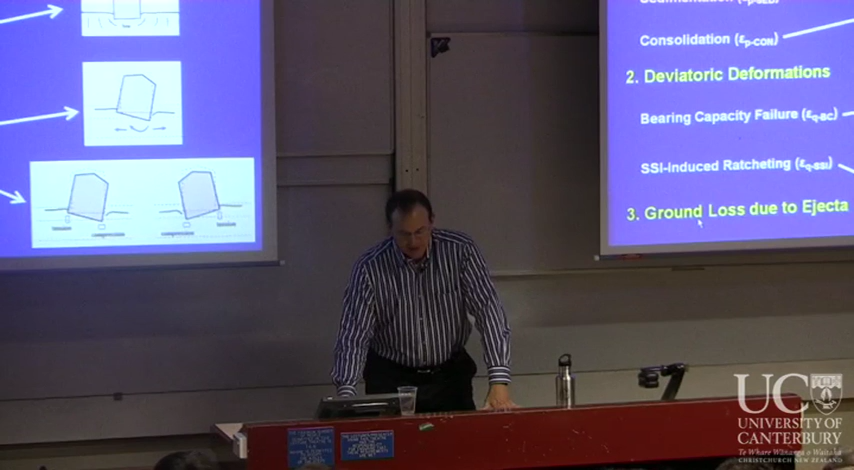 Consolidation (εp-CON)
2. Deviatoric Deformations
Bearing Capacity Failure (εq-BC)
SSI-Induced Ratcheting (εq-SSI)
3. Ground Loss due to Ejecta
UC
UNIVERSITY OF
CANTERBURY
Te Whare Wānanga o Waitaha
CHRISTCHURCH NEW ZEALAND